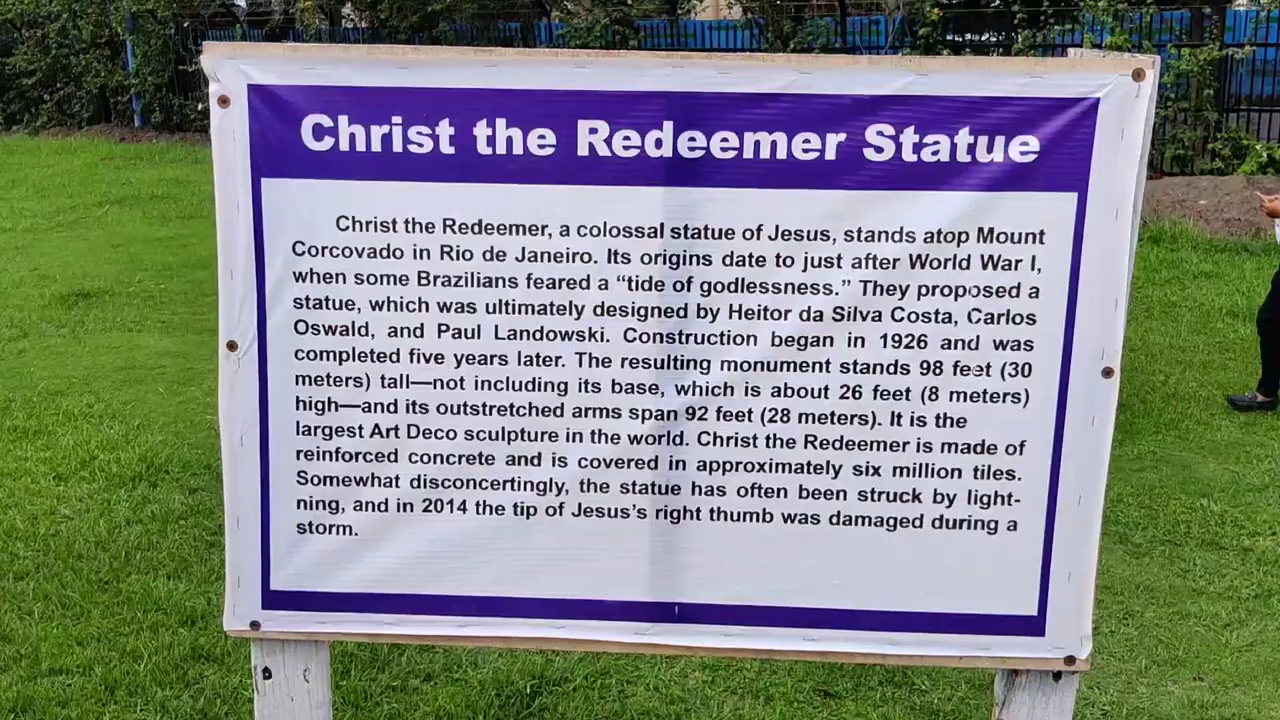 Christ the Redeemer Statue
Christ the Redeemer, a colossal statue of Jesus, stands atop Mount
Corcovado in Rio de Janeiro. Its origins date to just after World War I,
when some Brazilians feared a “tide of godlessness.” They proposed a
statue, which was ultimately designed by Heitor da Silva Costa, Carlos
Oswald, and Paul Landowski. Construction began in 1926 and was
completed five years later. The resulting monument stands 98 feet (30
meters) tall—not including its base, which is about 26 feet (8 meters)
high—and its outstretched arms span 92 feet (28 meters). It is the
largest Art Deco sculpture in the world. Christ the Redeemer is made of
reinforced concrete and is covered in approximately six million tiles.
Somewhat disconcertingly, the statue has often been struck by light-
ning, and in 2014 the tip of Jesus’s right thumb was damaged during a
storm.